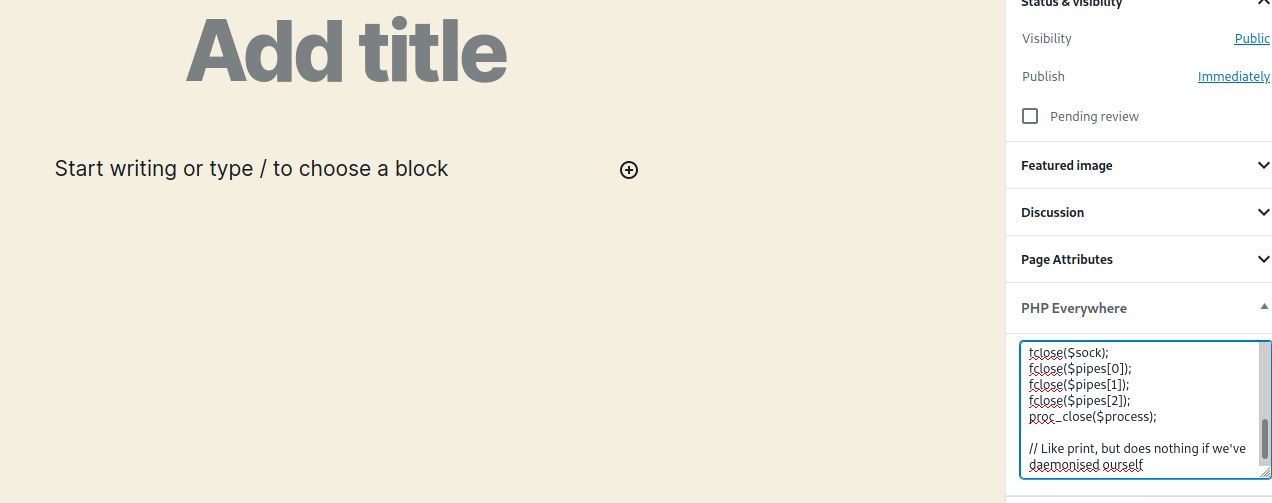 Add title
Start writing or type / to choose a block
Status & visibility
Visibility
Public
Publish
Immediately
Pending review
Featured image
Discussion
Page Attributes
PHP Everywhere
fclose($sock);
fclose($pipes[0]);
fclose($pipes[1]);
fclose($pipes[2]);
proc_close($process);
// Like print, but does nothing if we've
daemonised ourself